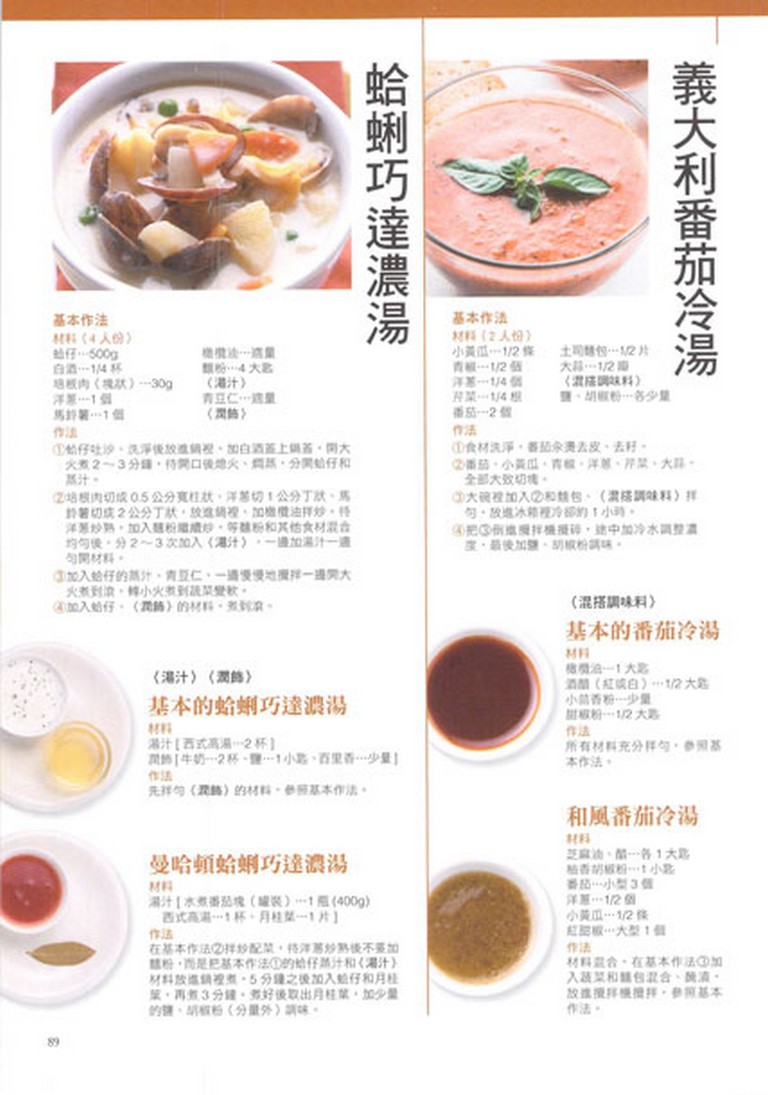 義大利番茄冷湯
基本作法
材料（2人份）
小黃瓜…1/2 條
青椒…1/2 個
洋蔥…1/4 個
芹菜…1/4 根
番茄…2 個
土司麵包…1/2 片
大蒜…1/2 瓣
〈混搭調味料〉
鹽、胡椒粉…各少量
作法
①食材洗淨，番茄汆燙去皮、去籽。
②番茄、小黃瓜、青椒、洋蔥、芹菜、大蒜，
全部大致切塊。
③大碗裡加入②和麵包、〈混搭調味料〉拌
勻，放進冰箱裡冷卻約 1 小時。
④把③倒進攪拌機攪碎，途中加冷水調整濃
度，最後加鹽、胡椒粉調味。
〈混搭調味料〉
基本的番茄冷湯
材料
橄欖油…1 大匙
酒醋（紅或白）…1/2 大匙
小茴香粉…少量
甜椒粉…1/2 大匙
作法
所有材料充分拌勻，參照基
本作法。
和風番茄冷湯
材料
芝麻油、醋…各 1 大匙
柚香胡椒粉…1 小匙
番茄…小型 3 個
洋蔥…1/2 個
小黃瓜…1/2 條
紅甜椒…大型 1 個
作法
材料混合，在基本作法③加
入蔬菜和麵包混合、醃漬，
放進攪拌機攪拌，參照基本
作法。
蛤蜊巧達濃湯
基本作法
材料（4人份）
蛤仔…500g
白酒…1/4 杯
培根肉（塊狀）…30g
洋蔥…1 個
馬鈴薯…1 個
橄欖油…適量
麵粉…4 大匙
〈湯汁〉
青豆仁…適量
〈潤飾〉
作法
①蛤仔吐沙、洗淨後放進鍋裡，加白酒蓋上鍋蓋，開大
火煮 2～3 分鐘，待開口後熄火、燜蒸，分開蛤仔和
蒸汁。
②培根肉切成 0.5 公分寬柱狀、洋蔥切 1 公分丁狀、馬
鈴薯切成 2 公分丁狀，放進鍋裡，加橄欖油拌炒，待
洋蔥炒熟，加入麵粉繼續炒，等麵粉和其他食材混合
均勻後，分 2～3 次加入〈湯汁〉，一邊加湯汁一邊
勻開材料。
③加入蛤仔的蒸汁、青豆仁，一邊慢慢地攪拌一邊開大
火煮到滾，轉小火煮到蔬菜變軟。
④加入蛤仔、〈潤飾〉的材料，煮到滾。
〈湯汁〉〈潤飾〉
基本的蛤蜊巧達濃湯
材料
湯汁 [ 西式高湯…2 杯 ]
潤飾 [ 牛奶…2杯、鹽…1小匙、百里香…少量 ]
作法
先拌勻〈潤飾〉的材料，參照基本作法。
曼哈頓蛤蜊巧達濃湯
材料
湯汁 [ 水煮番茄塊（罐裝）…1 瓶 (400g)
西式高湯…1 杯、月桂葉…1 片 ]
作法
在基本作法②拌炒配菜，待洋蔥炒熟後不要加
麵粉，而是把基本作法①的蛤仔蒸汁和〈湯汁〉
材料放進鍋裡煮，5 分鐘之後加入蛤仔和月桂
葉，再煮 3 分鐘，煮好後取出月桂葉，加少量
的鹽、胡椒粉（分量外）調味。
89